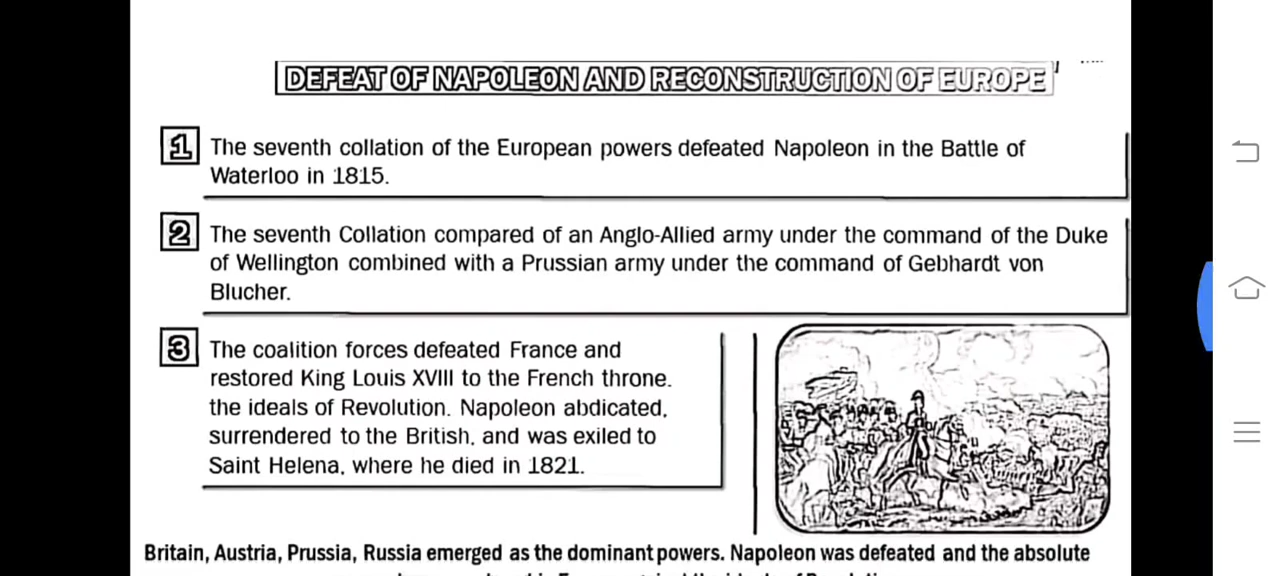 DEFEAT OF NAPOLEON AND RECONSTRUCTION OF EUROPE
1 The seventh collation of the European powers defeated Napoleon in the Battle of
Waterloo in 1815.
2 The seventh Collation compared of an Anglo-Allied army under the command of the Duke
of Wellington combined with a Prussian army under the command of Gebhardt von
Blucher.
3 The coalition forces defeated France and
restored King Louis XVIII to the French throne.
the ideals of Revolution. Napoleon abdicated,
surrendered to the British, and was exiled to
Saint Helena, where he died in 1821.
Britain, Austria, Prussia, Russia emerged as the dominant powers. Napoleon was defeated and the absolute